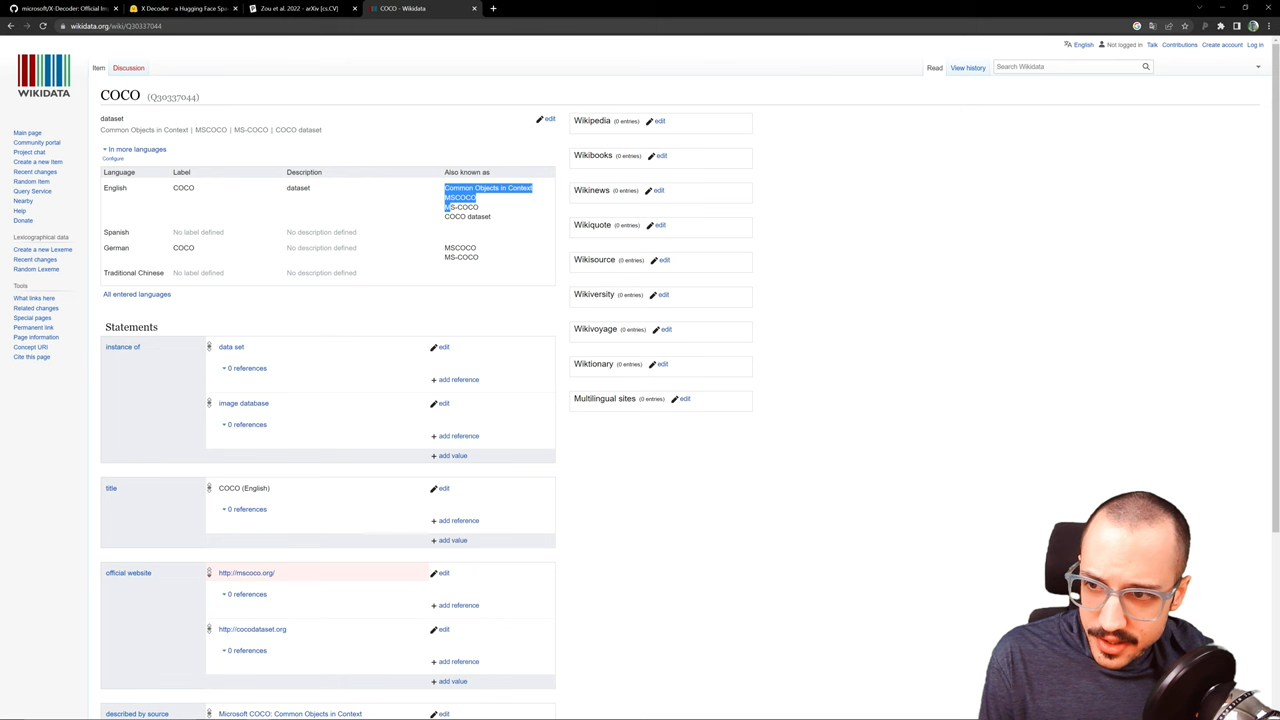 microsoft/X-Decoder: Official Im
X Decoder - a Hugging Face Spa
Zou et al. 2022 - arXiv [cs.CV]
COCO - Wikidata
wikidata.org/wiki/Q30337044
English Not logged in Talk Contributions Create account Log in
WIKIDATA
Item Discussion
Read View history Search Wikidata
COCO (Q30337044)
dataset
edit
Common Objects in Context | MSCOCO | MS-COCO | COCO dataset
In more languages
Configure
Language Label Description Also known as
English COCO dataset Common Objects in Context
MSCOCO
MS-COCO
COCO dataset
Spanish No label defined No description defined
German COCO No description defined MSCOCO
MS-COCO
Traditional Chinese No label defined No description defined
All entered languages
Main page
Community portal
Project chat
Create a new Item
Recent changes
Random Item
Query Service
Nearby
Help
Donate
Lexicographical data
Create a new Lexeme
Recent changes
Random Lexeme
Tools
What links here
Related changes
Special pages
Permanent link
Page information
Concept URI
Cite this page
Statements
instance of
data set edit
0 references
add reference
image database edit
0 references
add reference
add value
title
COCO (English) edit
0 references
add reference
add value
official website
http://mscoco.org/ edit
0 references
add reference
http://cocodataset.org edit
0 references
add reference
add value
described by source
Microsoft COCO: Common Objects in Context edit
Wikipedia (0 entries) edit
Wikibooks (0 entries) edit
Wikinews (0 entries) edit
Wikiquote (0 entries) edit
Wikisource (0 entries) edit
Wikiversity (0 entries) edit
Wikivoyage (0 entries) edit
Wiktionary (0 entries) edit
Multilingual sites (0 entries) edit